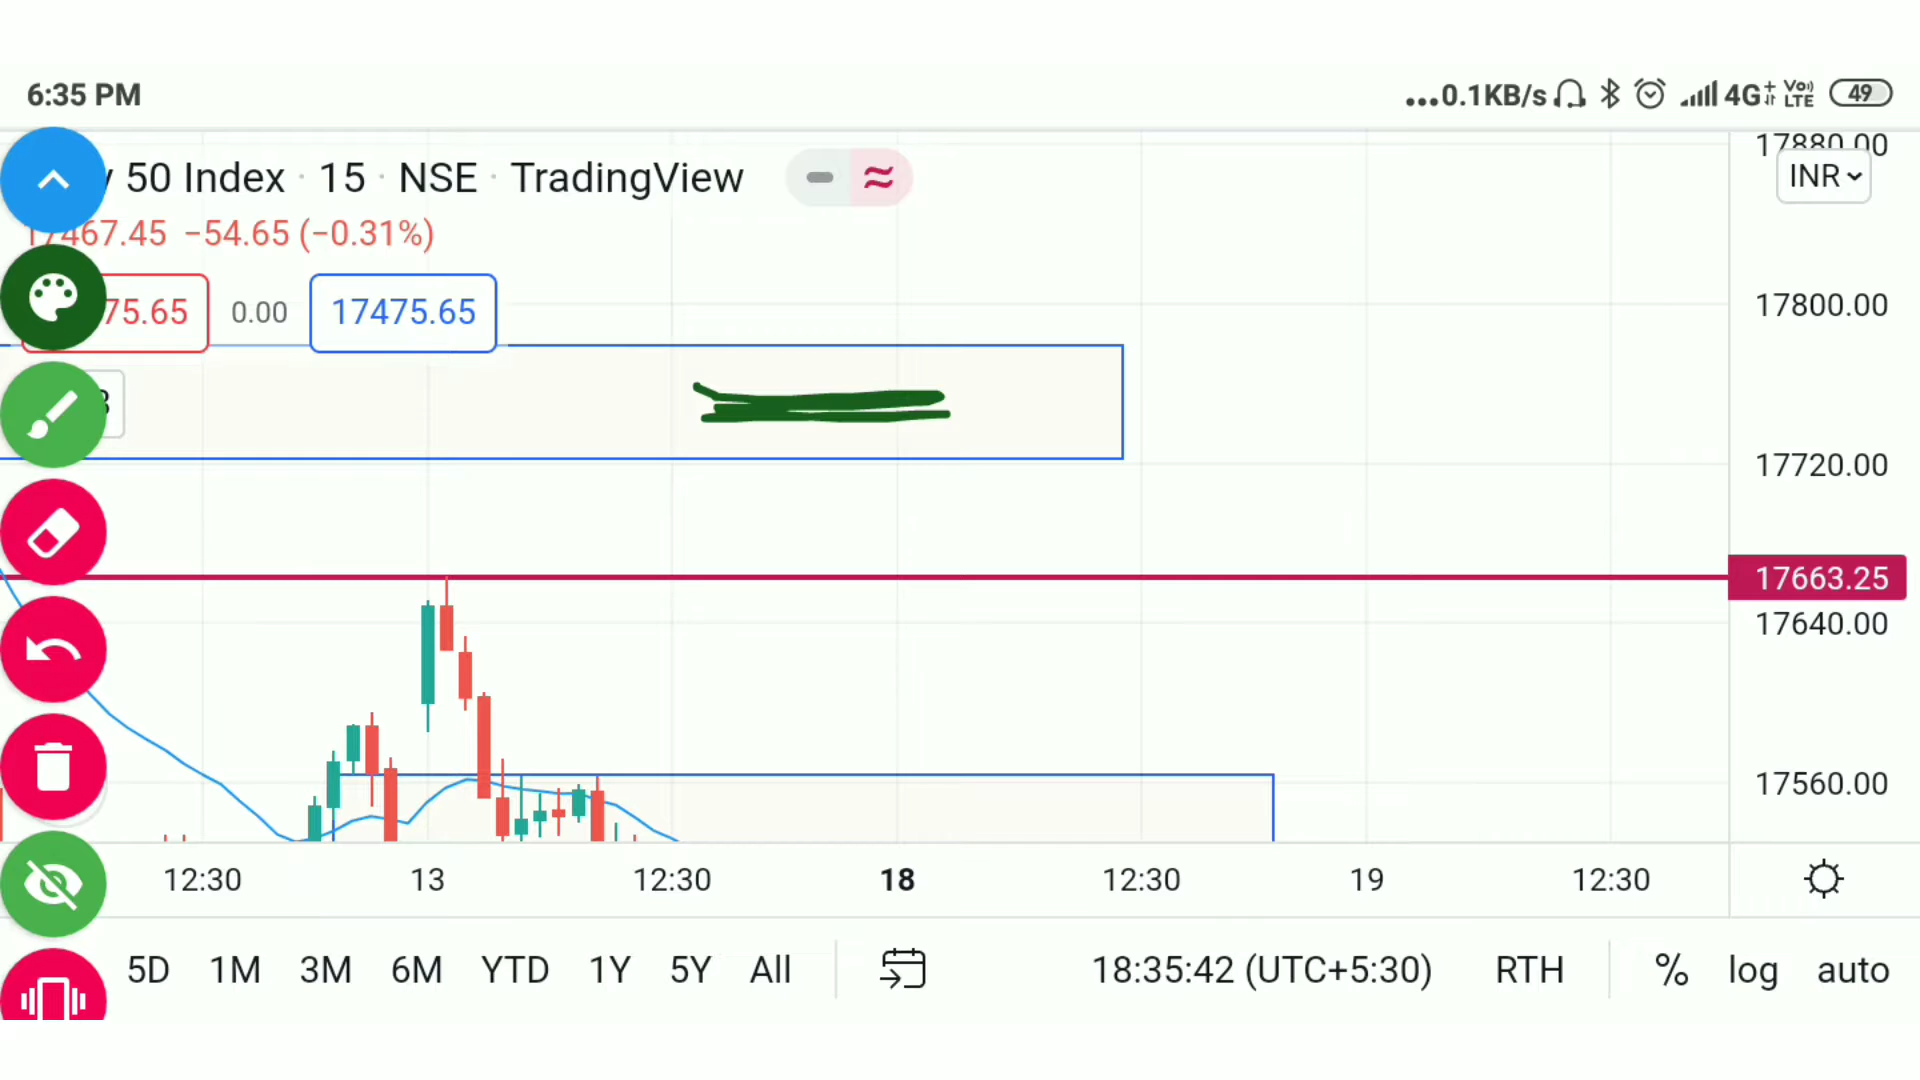 6:35 PM
...0.1KB/s 4G+ VoLTE 49
50 Index · 15 · NSE · TradingView
17467.45 −54.65 (−0.31%)
75.65 0.00 17475.65
INR
17880.00
17800.00
17720.00
17663.25
17640.00
17560.00
12:30 13 12:30 18 12:30 19 12:30
5D 1M 3M 6M YTD 1Y 5Y All 18:35:42 (UTC+5:30) RTH % log auto